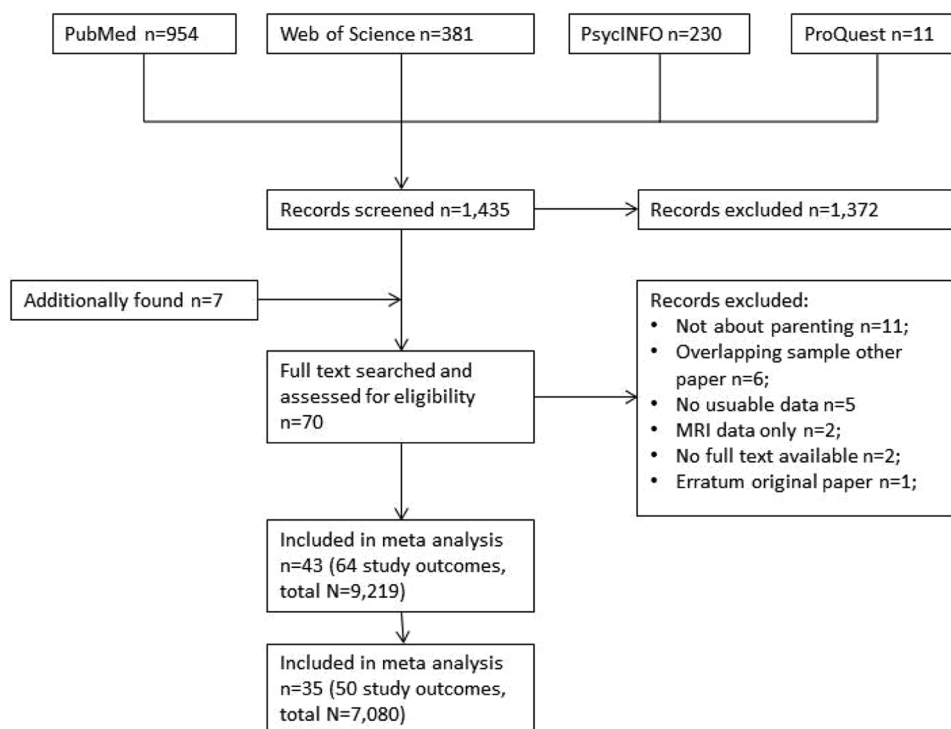 PubMed n=954
Web of Science n=381
PsycINFO n=230
ProQuest n=11
Records screened n=1,435
Records excluded n=1,372
Additionally found n=7
Full text searched and
assessed for eligibility
n=70
Records excluded:
• Not about parenting n=11;
• Overlapping sample other
paper n=6;
• No usuable data n=5
• MRI data only n=2;
• No full text available n=2;
• Erratum original paper n=1;
Included in meta analysis
n=43 (64 study outcomes,
total N=9,219)
Included in meta analysis
n=35 (50 study outcomes,
total N=7,080)